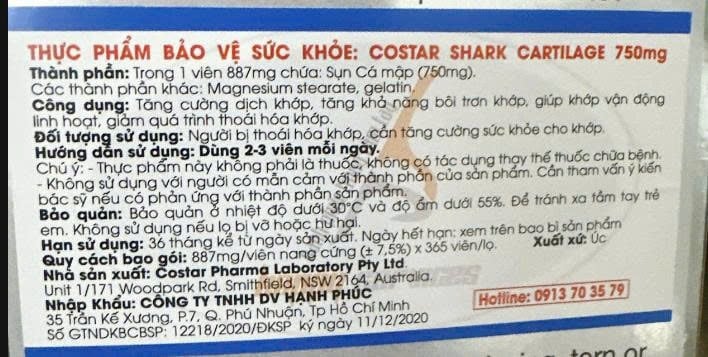 THỰC PHẨM BẢO VỆ SỨC KHỎE: COSTAR SHARK CARTILAGE 750mg
Thành phần: Trong 1 viên 887mg chứa: Sụn Cá mập (750mg).
Các thành phần khác: Magnesium stearate, gelatin
Công dụng: Tăng cường dịch khớp, tăng khả năng bôi trơn khớp, giúp khớp vận động
linh hoạt, giảm quá trình thoái hóa khớp.
Đối tượng sử dụng: Người bị thoái hóa khớp, cần tăng cường sức khỏe cho khớp.
Hướng dẫn sử dụng: Dùng 2-3 viên mỗi ngày.
Chú ý: - Thực phẩm này không phải là thuốc, không có tác dụng thay thế thuốc chữa bệnh.
- Không sử dụng với người có mẫn cảm với thành phần của sản phẩm. Cần tham vấn ý kiến
bác sỹ nếu có phản ứng với thành phần sản phẩm.
Bảo quản: Bảo quản ở nhiệt độ dưới 30°C và độ ẩm dưới 55%. Để tránh xa tầm tay trẻ
em. Không sử dụng nếu lọ bị vỡ hoặc hư hại.
Hạn sử dụng: 36 tháng kể từ ngày sản xuất. Ngày hết hạn: xem trên bao bì sản phẩm
Quy cách bao gói: 887mg/viên nang cứng (± 7,5%) x 365 viên/lọ. Xuất xứ: Úc
Nhà sản xuất: Costar Pharma Laboratory Pty Ltd.
Unit 1/171 Woodpark Rd, Smithfield, NSW 2164, Australia.
Nhập Khẩu: CÔNG TY TNHH DV HẠNH PHÚC
35 Trần Kế Xương, P.7, Q. Phú Nhuận, Tp Hồ Chí Minh
Số GTNDKBCBSP: 12218/2020/ĐKSP ký ngày 11/12/2020
Hotline: 0913 70 35 79
torn or